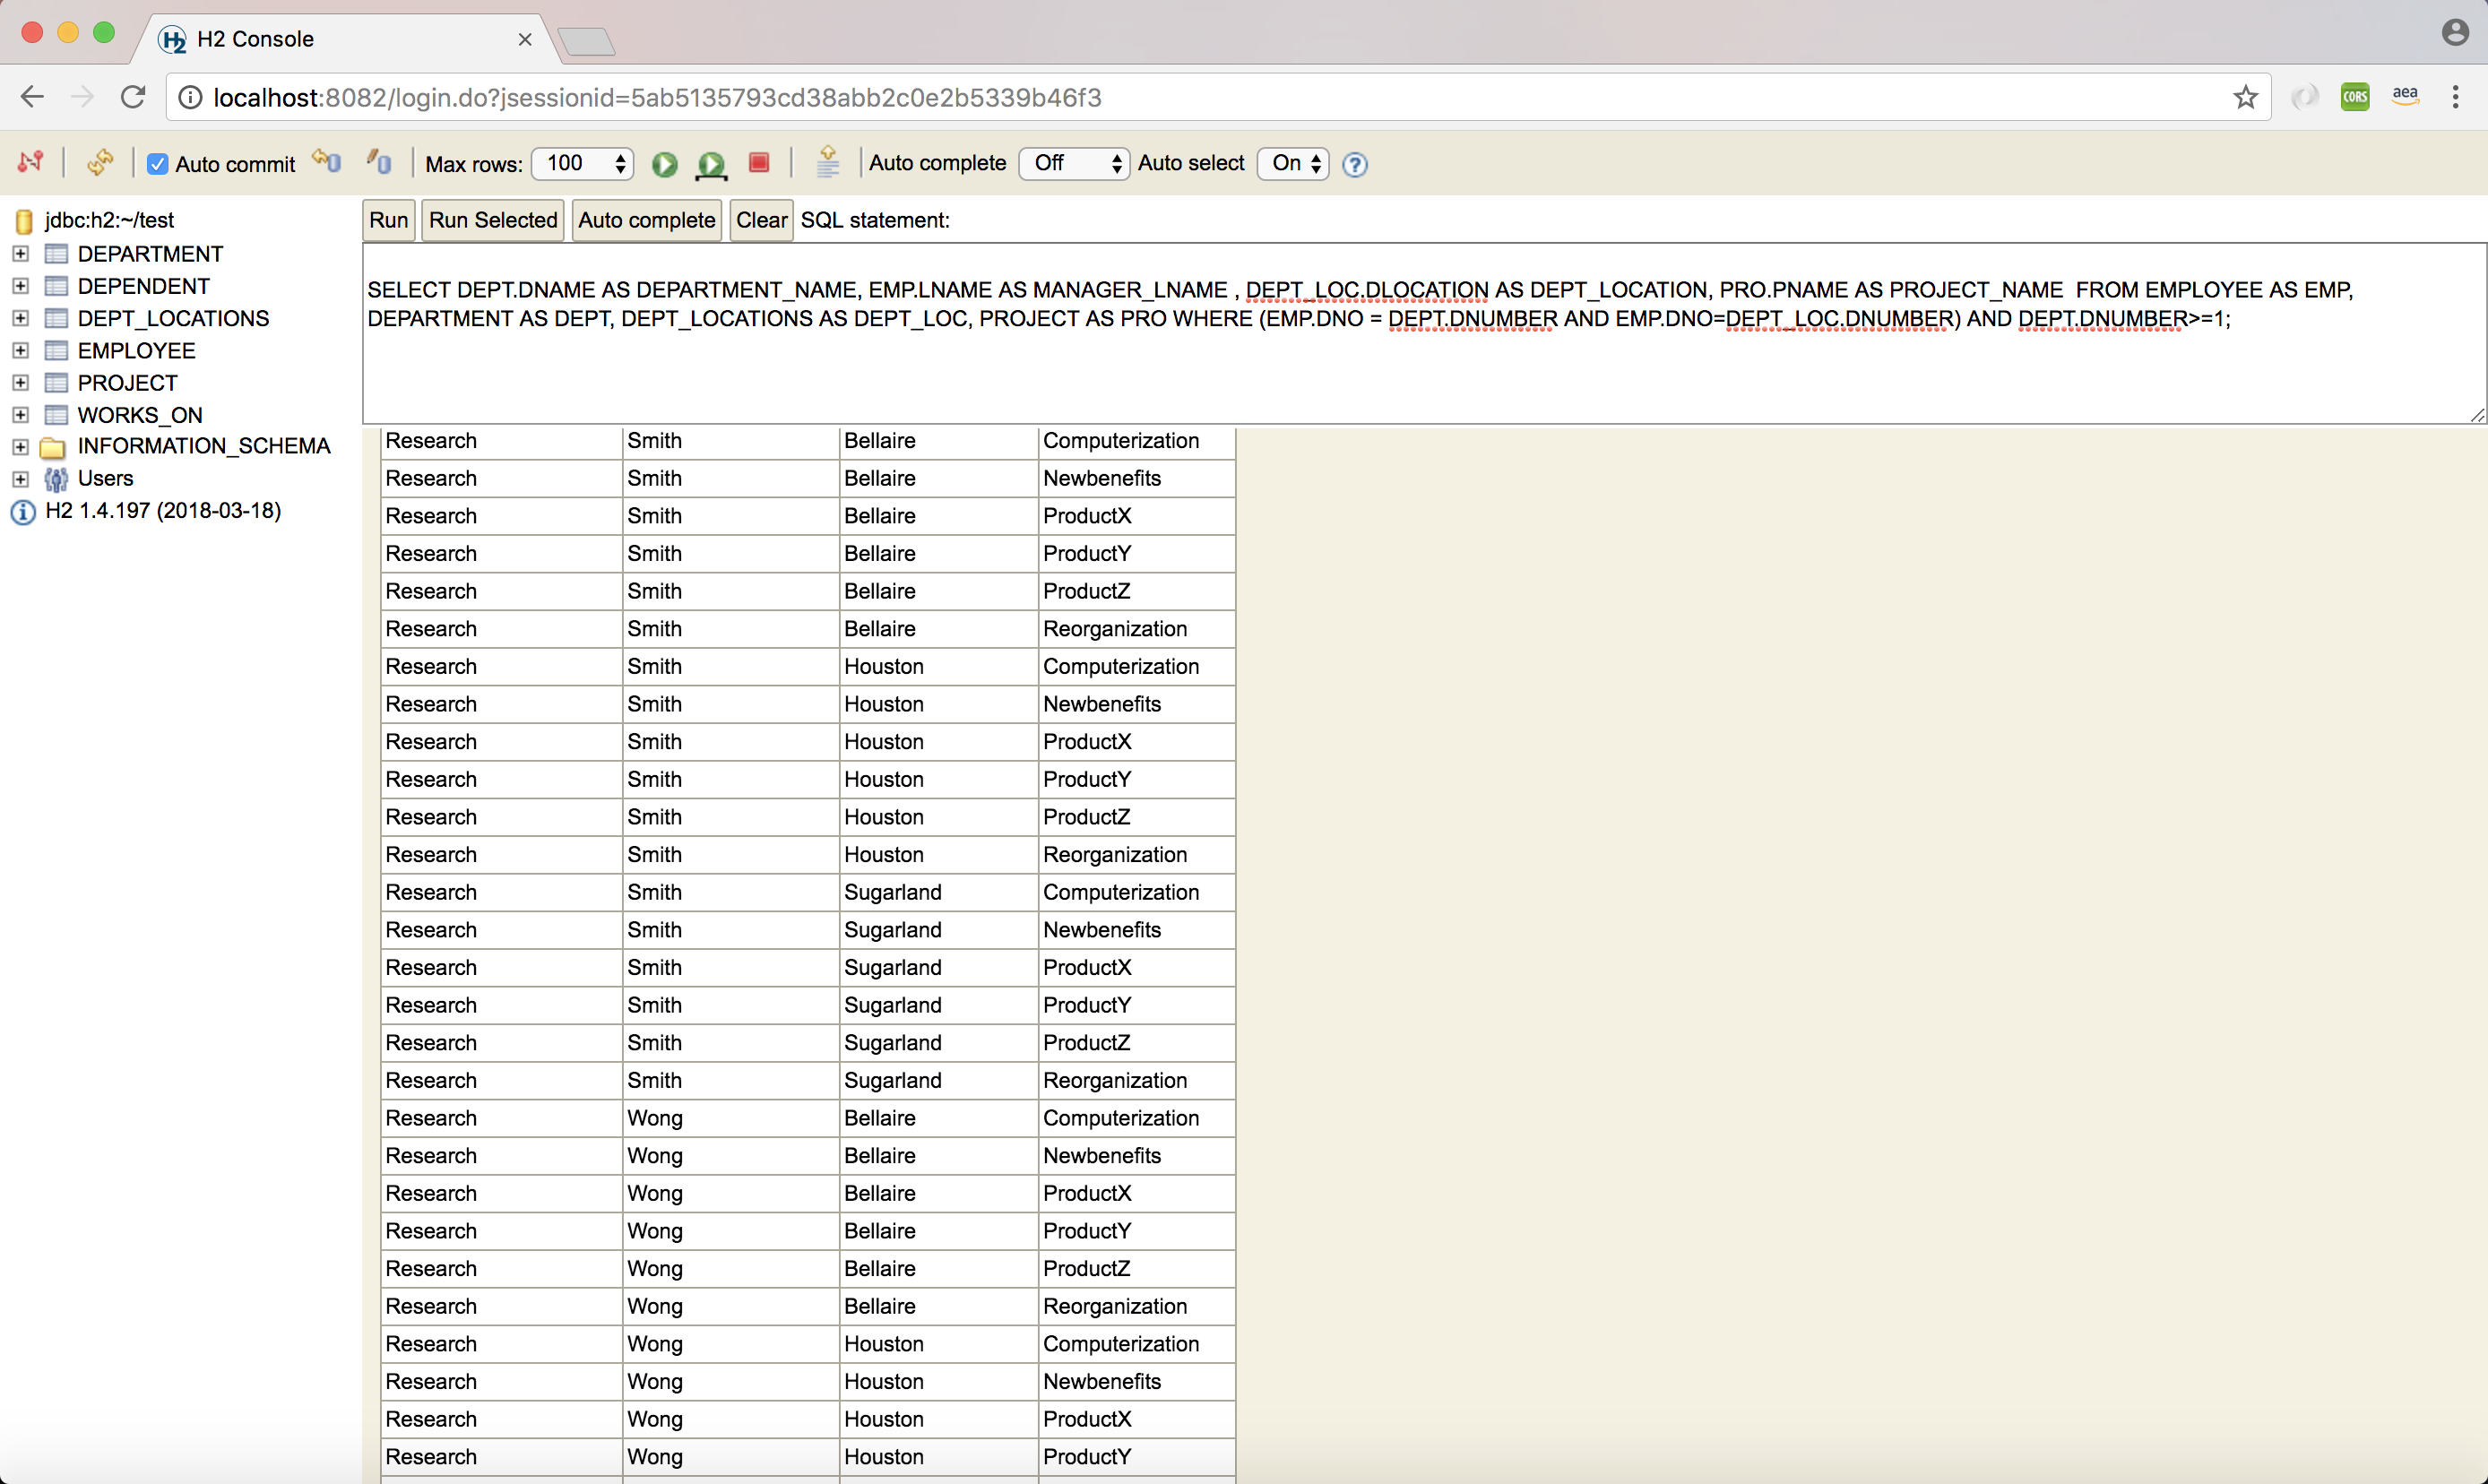 H2 Console
localhost:8082/login.do?jsessionid=5ab5135793cd38abb2c0e2b5339b46f3
CORS
aea
Auto commit
Max rows:
100
Auto complete
Off
Auto select
On
jdbc:h2:~/test
DEPARTMENT
DEPENDENT
DEPT_LOCATIONS
EMPLOYEE
PROJECT
WORKS_ON
INFORMATION_SCHEMA
Users
H2 1.4.197 (2018-03-18)
Run
Run Selected
Auto complete
Clear
SQL statement:
SELECT DEPT.DNAME AS DEPARTMENT_NAME, EMP.LNAME AS MANAGER_LNAME , DEPT_LOC.DLOCATION AS DEPT_LOCATION, PRO.PNAME AS PROJECT_NAME  FROM EMPLOYEE AS EMP,
DEPARTMENT AS DEPT, DEPT_LOCATIONS AS DEPT_LOC, PROJECT AS PRO WHERE (EMP.DNO = DEPT.DNUMBER AND EMP.DNO=DEPT_LOC.DNUMBER) AND DEPT.DNUMBER>=1;
Research Smith Bellaire Computerization
Research Smith Bellaire Newbenefits
Research Smith Bellaire ProductX
Research Smith Bellaire ProductY
Research Smith Bellaire ProductZ
Research Smith Bellaire Reorganization
Research Smith Houston Computerization
Research Smith Houston Newbenefits
Research Smith Houston ProductX
Research Smith Houston ProductY
Research Smith Houston ProductZ
Research Smith Houston Reorganization
Research Smith Sugarland Computerization
Research Smith Sugarland Newbenefits
Research Smith Sugarland ProductX
Research Smith Sugarland ProductY
Research Smith Sugarland ProductZ
Research Smith Sugarland Reorganization
Research Wong Bellaire Computerization
Research Wong Bellaire Newbenefits
Research Wong Bellaire ProductX
Research Wong Bellaire ProductY
Research Wong Bellaire ProductZ
Research Wong Bellaire Reorganization
Research Wong Houston Computerization
Research Wong Houston Newbenefits
Research Wong Houston ProductX
Research Wong Houston ProductY